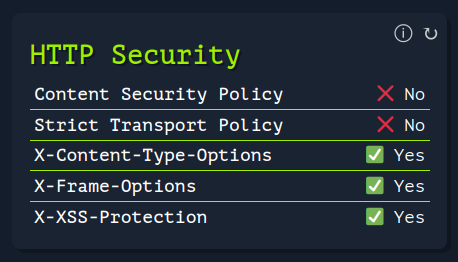 HTTP Security
Content Security Policy ❌ No
Strict Transport Policy ❌ No
X-Content-Type-Options ✅ Yes
X-Frame-Options ✅ Yes
X-XSS-Protection ✅ Yes